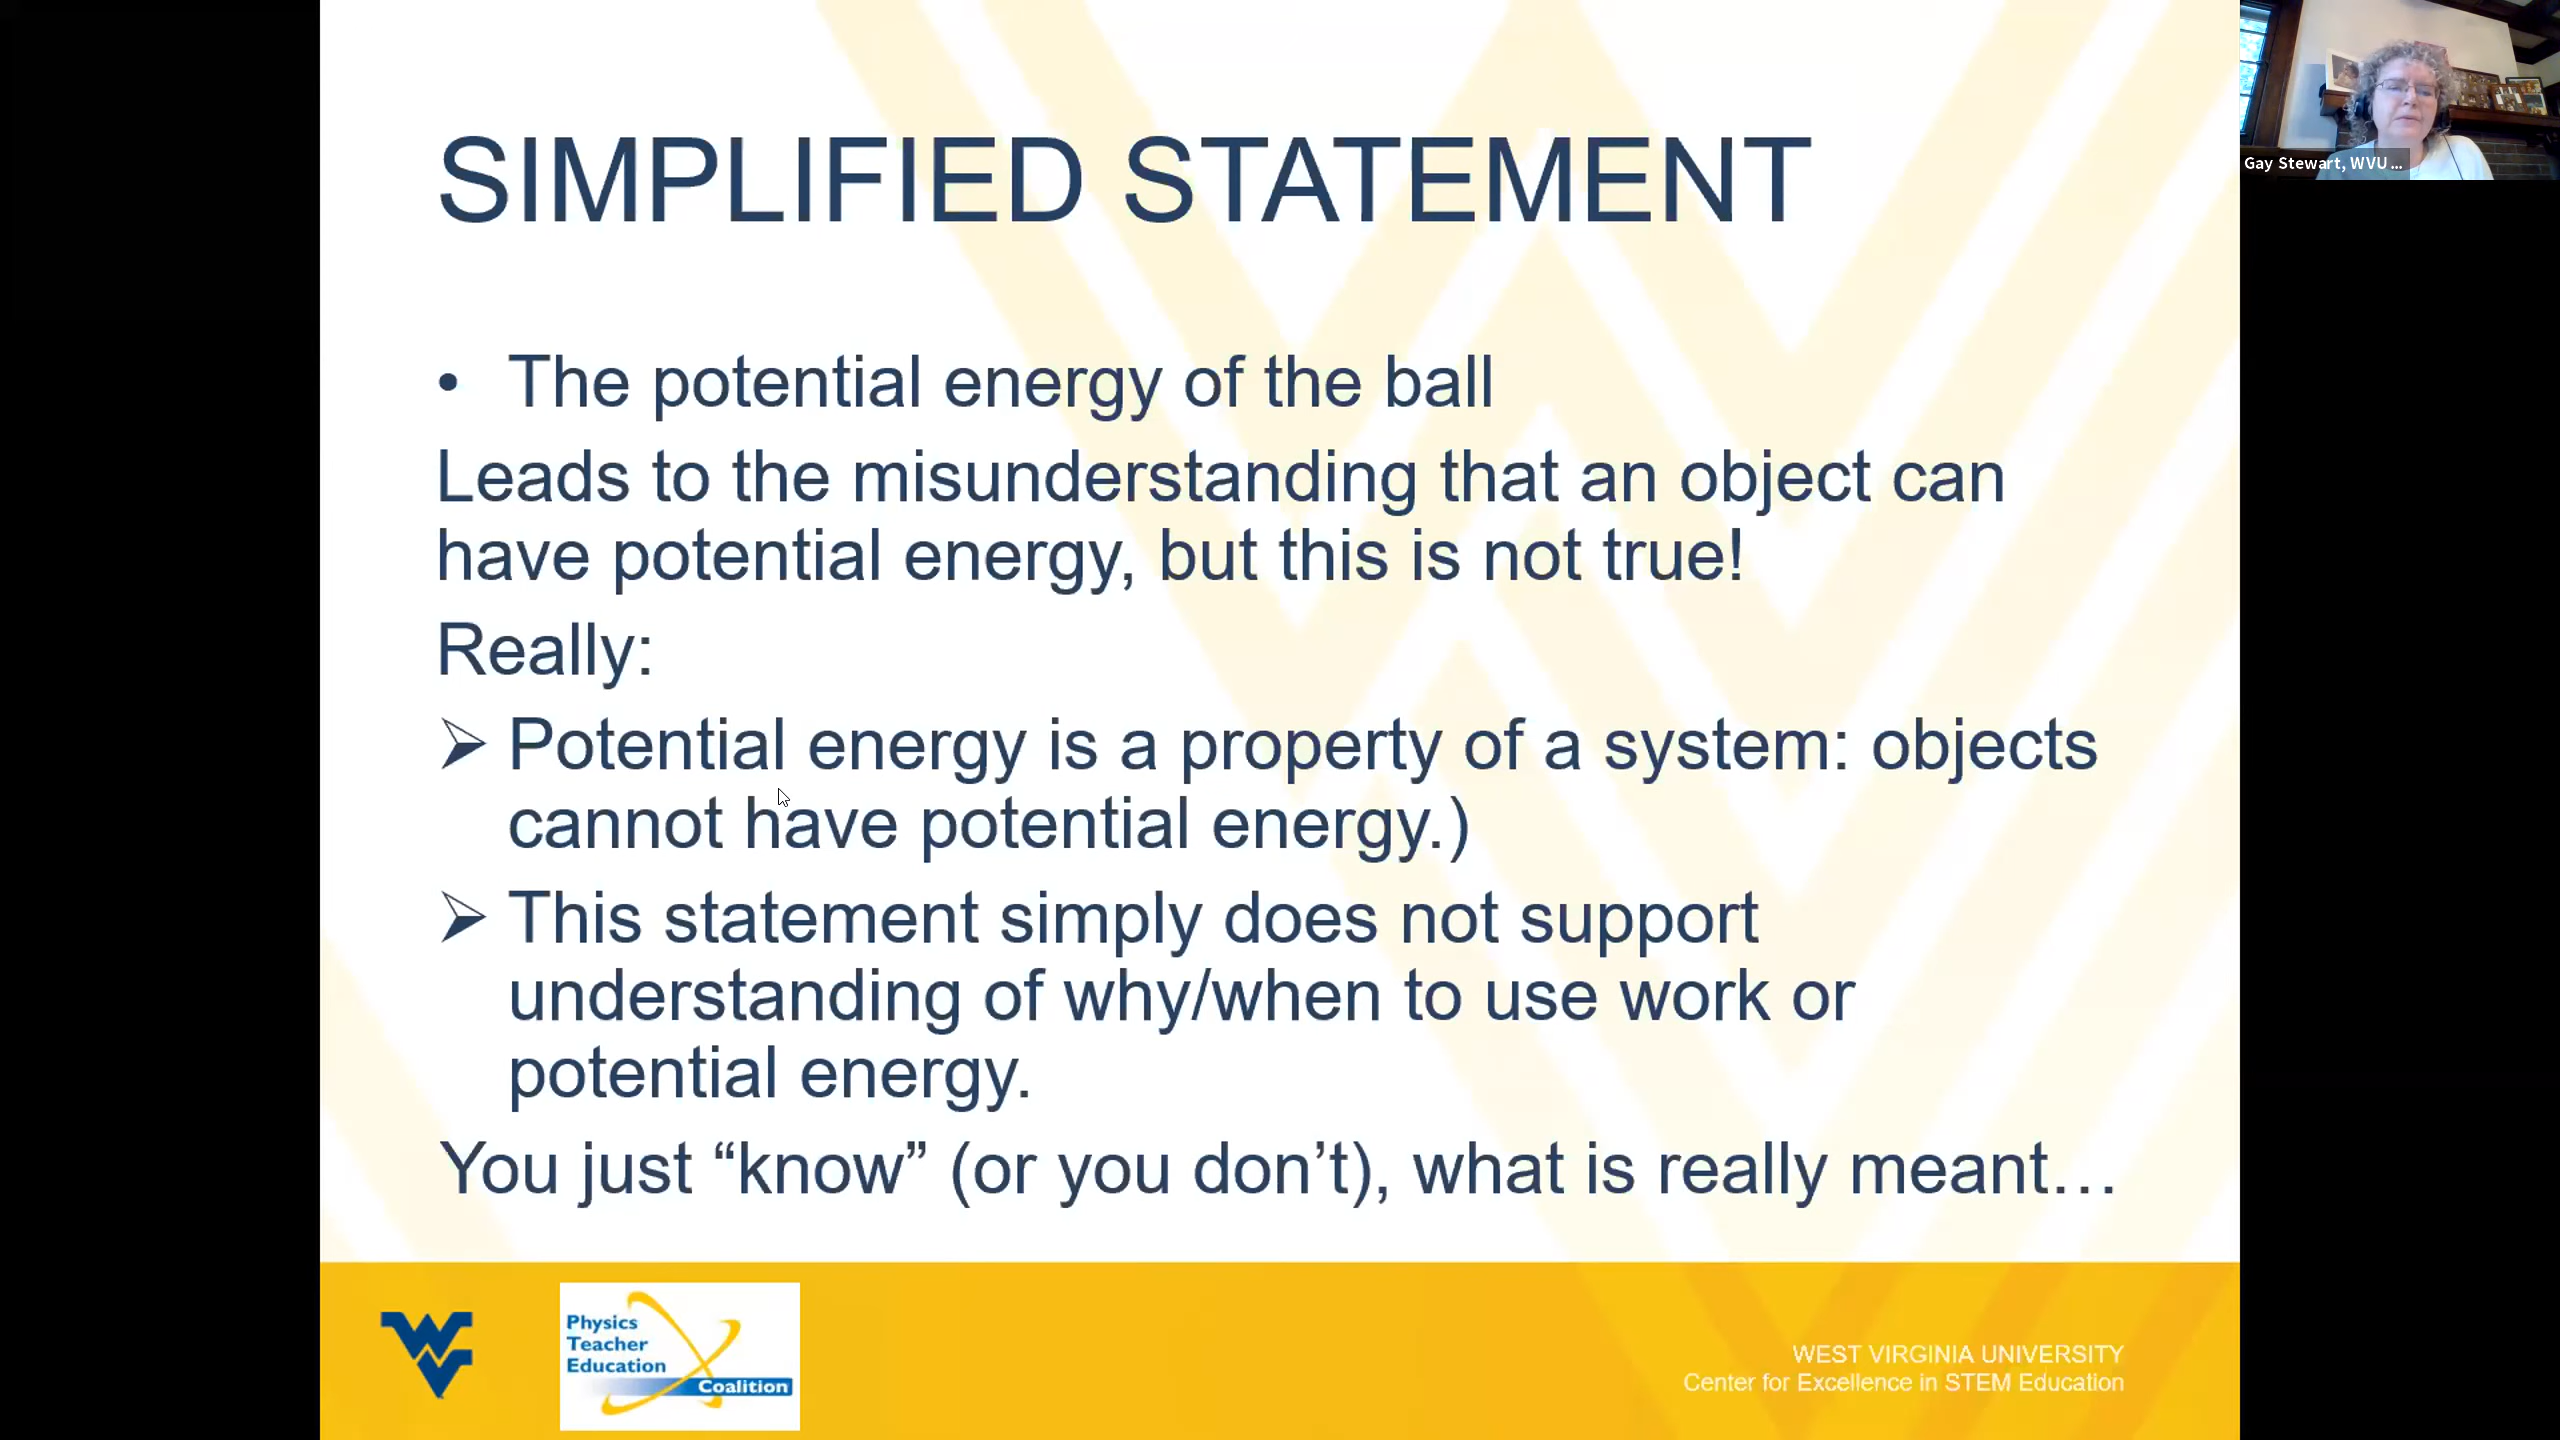 SIMPLIFIED STATEMENT
• The potential energy of the ball
Leads to the misunderstanding that an object can
have potential energy, but this is not true!
Really:
➢ Potential energy is a property of a system: objects
cannot have potential energy.)
➢ This statement simply does not support
understanding of why/when to use work or
potential energy.
You just “know” (or you don’t), what is really meant…
Gay Stewart, WVU ...
WV
Physics
Teacher
Education
Coalition
WEST VIRGINIA UNIVERSITY
Center for Excellence in STEM Education